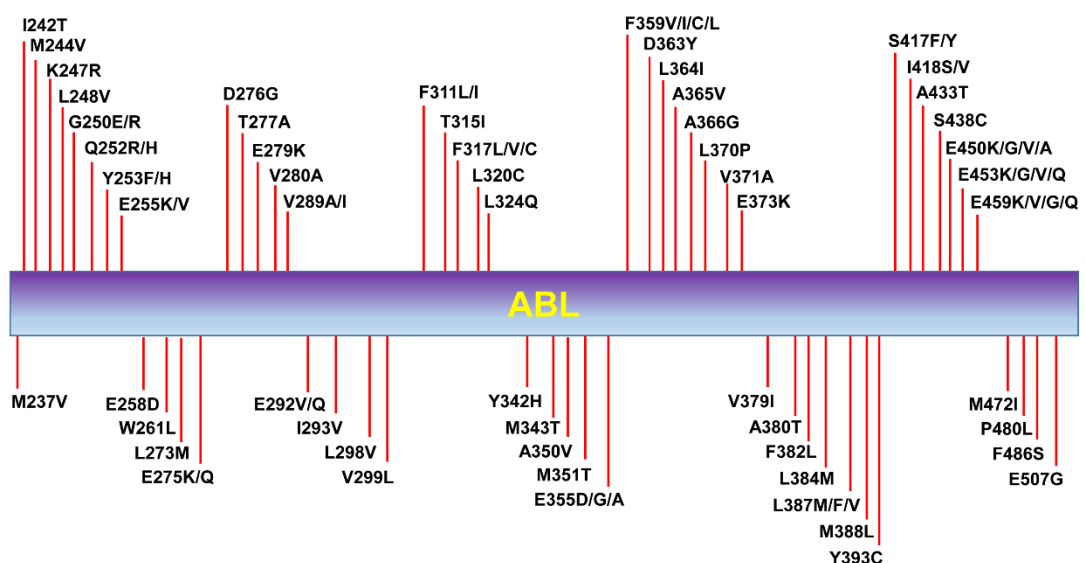 I242T
M244V
K247R
L248V
G250E/R
Q252R/H
Y253F/H
E255K/V
D276G
T277A
E279K
V280A
V289A/I
F311L/I
T315I
F317L/V/C
L320C
L324Q
F359V/I/C/L
D363Y
L364I
A365V
A366G
L370P
V371A
E373K
S417F/Y
I418S/V
A433T
S438C
E450K/G/V/A
E453K/G/V/Q
E459K/V/G/Q
ABL
M237V
E258D
W261L
L273M
E275K/Q
E292V/Q
I293V
L298V
V299L
Y342H
M343T
A350V
M351T
E355D/G/A
V379I
A380T
F382L
L384M
L387M/F/V
M388L
Y393C
M472I
P480L
F486S
E507G